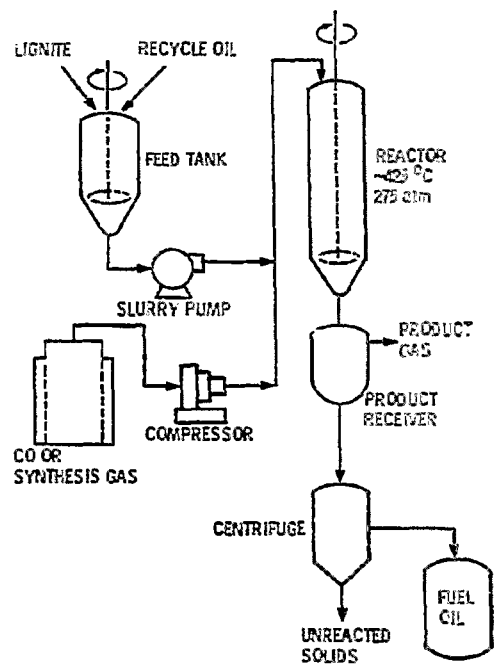 LIGNITE
RECYCLE OIL
FEED TANK
REACTOR
~425 °C
275 atm
SLURRY PUMP
PRODUCT
GAS
PRODUCT
RECEIVER
COMPRESSOR
CO OR
SYNTHESIS GAS
CENTRIFUGE
FUEL
OIL
UNREACTED
SOLIDS